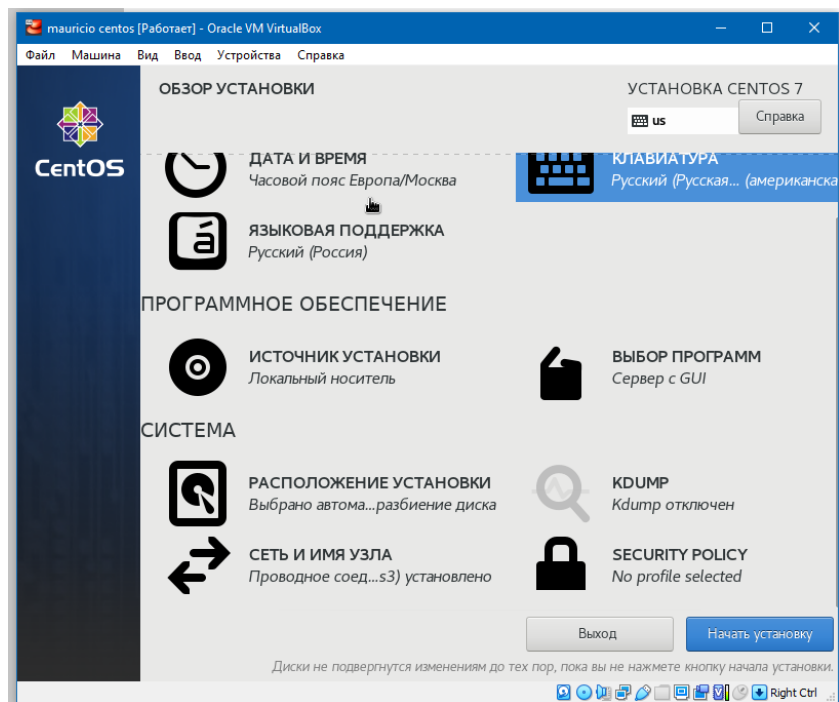 mauricio centos [Работает] - Oracle VM VirtualBox
Файл Машина Вид Ввод Устройства Справка
ОБЗОР УСТАНОВКИ
УСТАНОВКА CENTOS 7
us
Справка
CentOS
ДАТА И ВРЕМЯ
Часовой пояс Европа/Москва
КЛАВИАТУРА
Русский (Русская... (американска
á
ЯЗЫКОВАЯ ПОДДЕРЖКА
Русский (Россия)
ПРОГРАММНОЕ ОБЕСПЕЧЕНИЕ
ИСТОЧНИК УСТАНОВКИ
Локальный носитель
ВЫБОР ПРОГРАММ
Сервер с GUI
СИСТЕМА
РАСПОЛОЖЕНИЕ УСТАНОВКИ
Выбрано автома...разбиение диска
KDUMP
Kdump отключен
СЕТЬ И ИМЯ УЗЛА
Проводное соед...s3) установлено
SECURITY POLICY
No profile selected
Выход
Начать установку
Диски не подвергнутся изменениям до тех пор, пока вы не нажмете кнопку начала установки.
Right Ctrl